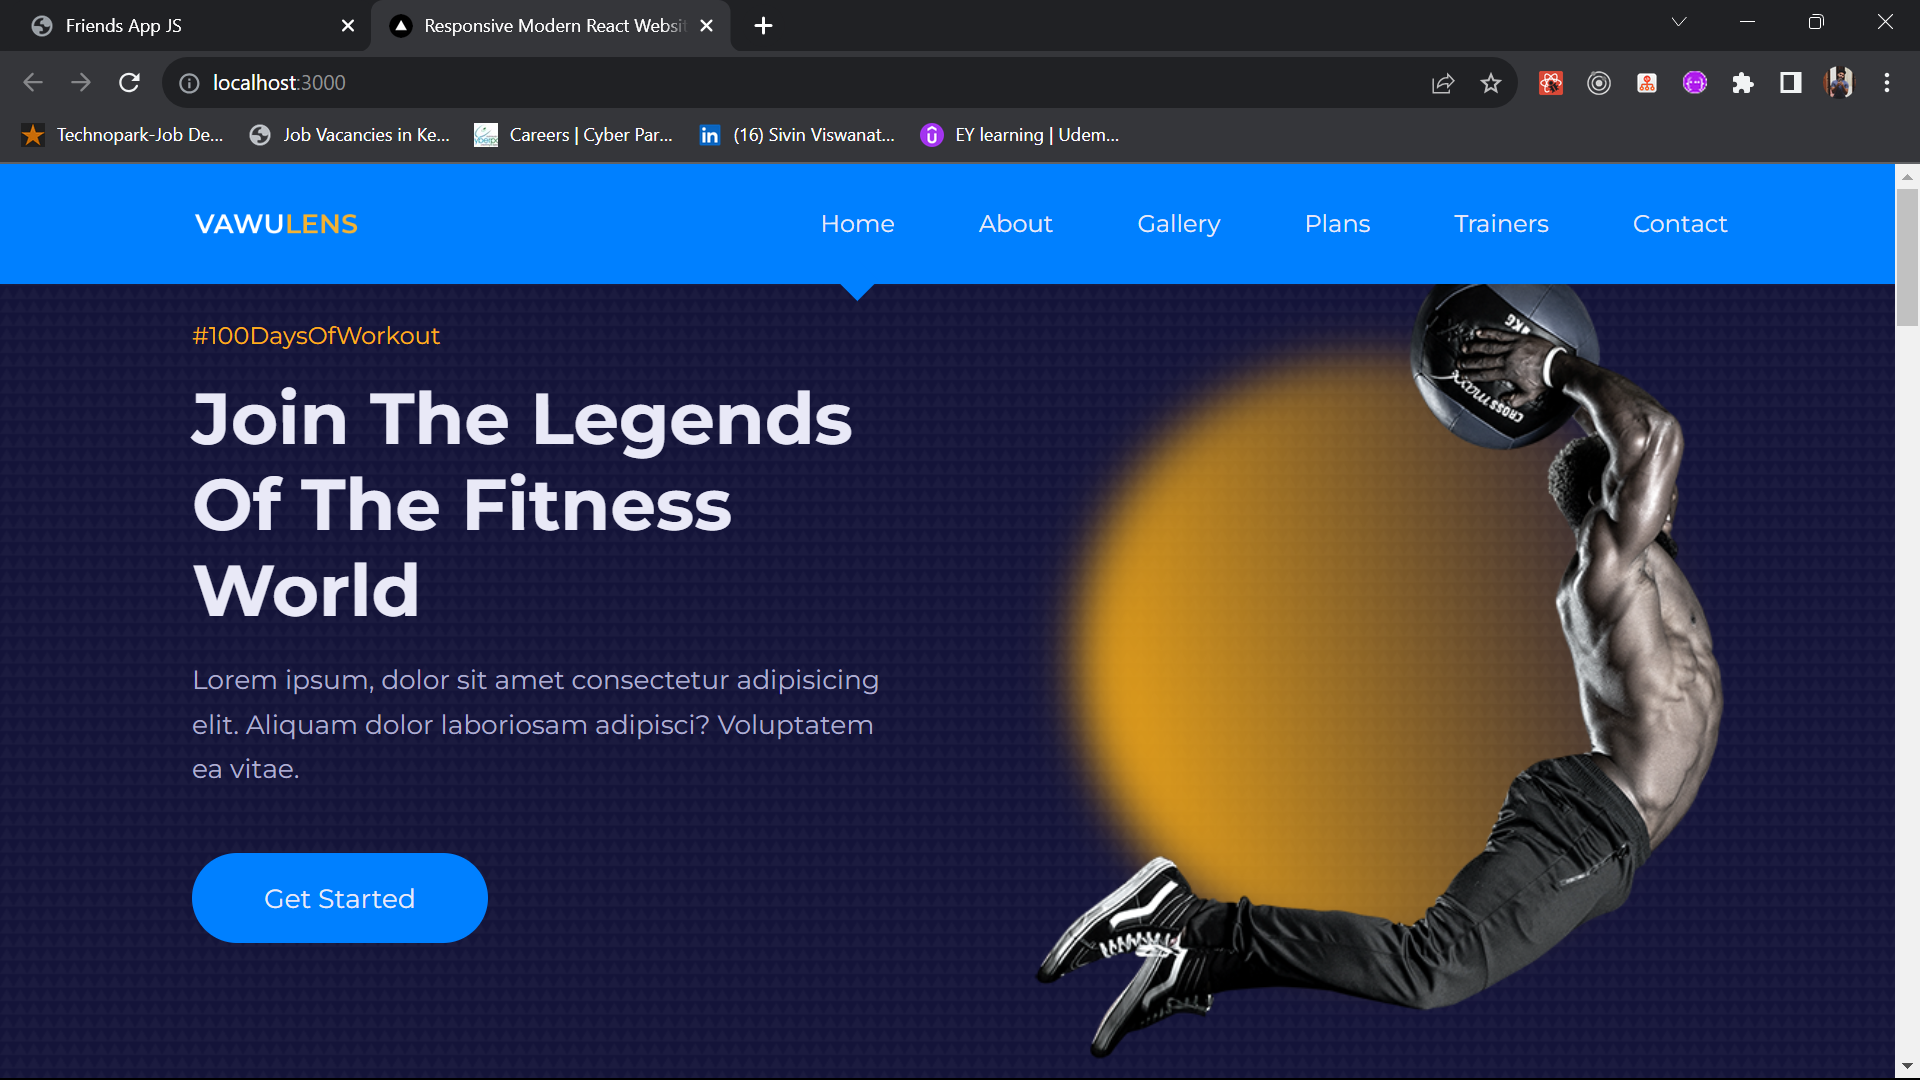 Friends App JS
Responsive Modern React Websi
localhost:3000
Technopark-Job De...
Job Vacancies in Ke...
Careers | Cyber Par...
in
(16) Sivin Viswanat...
EY learning | Udem...
VAWULENS
Home
About
Gallery
Plans
Trainers
Contact
#100DaysOfWorkout
Join The Legends
Of The Fitness
World
Lorem ipsum, dolor sit amet consectetur adipisicing
elit. Aliquam dolor laboriosam adipisci? Voluptatem
ea vitae.
Get Started
KG
CROSS maxx